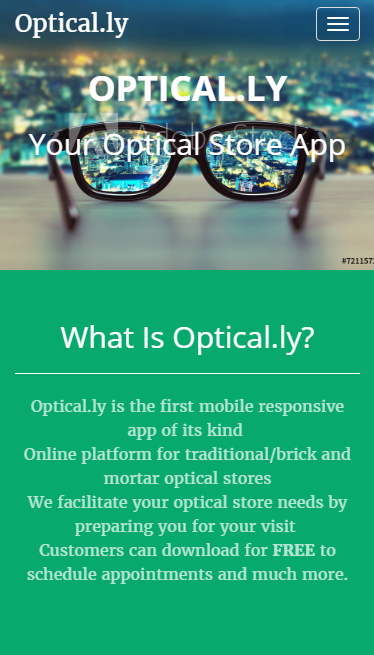 Optical.ly
OPTICAL.LY
Your Optical Store App
#721157
What Is Optical.ly?
Optical.ly is the first mobile responsive
app of its kind
Online platform for traditional/brick and
mortar optical stores
We facilitate your optical store needs by
preparing you for your visit
Customers can download for FREE to
schedule appointments and much more.